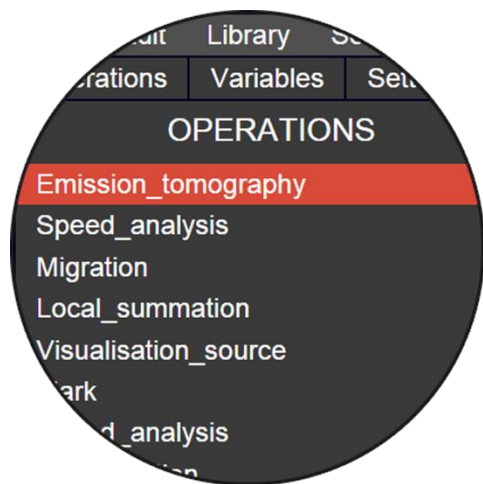 Library
Variables
OPERATIONS
Emission_tomography
Speed_analysis
Migration
Local_summation
Visualisation_source